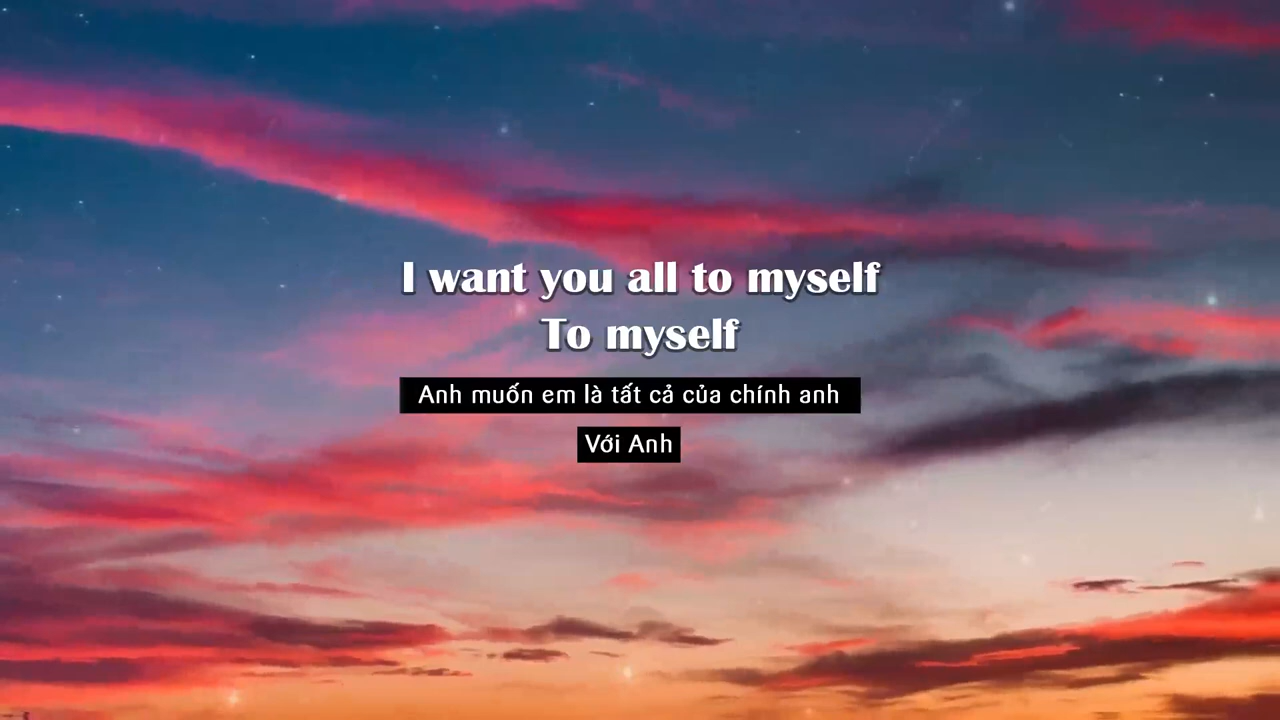 I want you all to myself
To myself
Anh muốn em là tất cả của chính anh
Với Anh